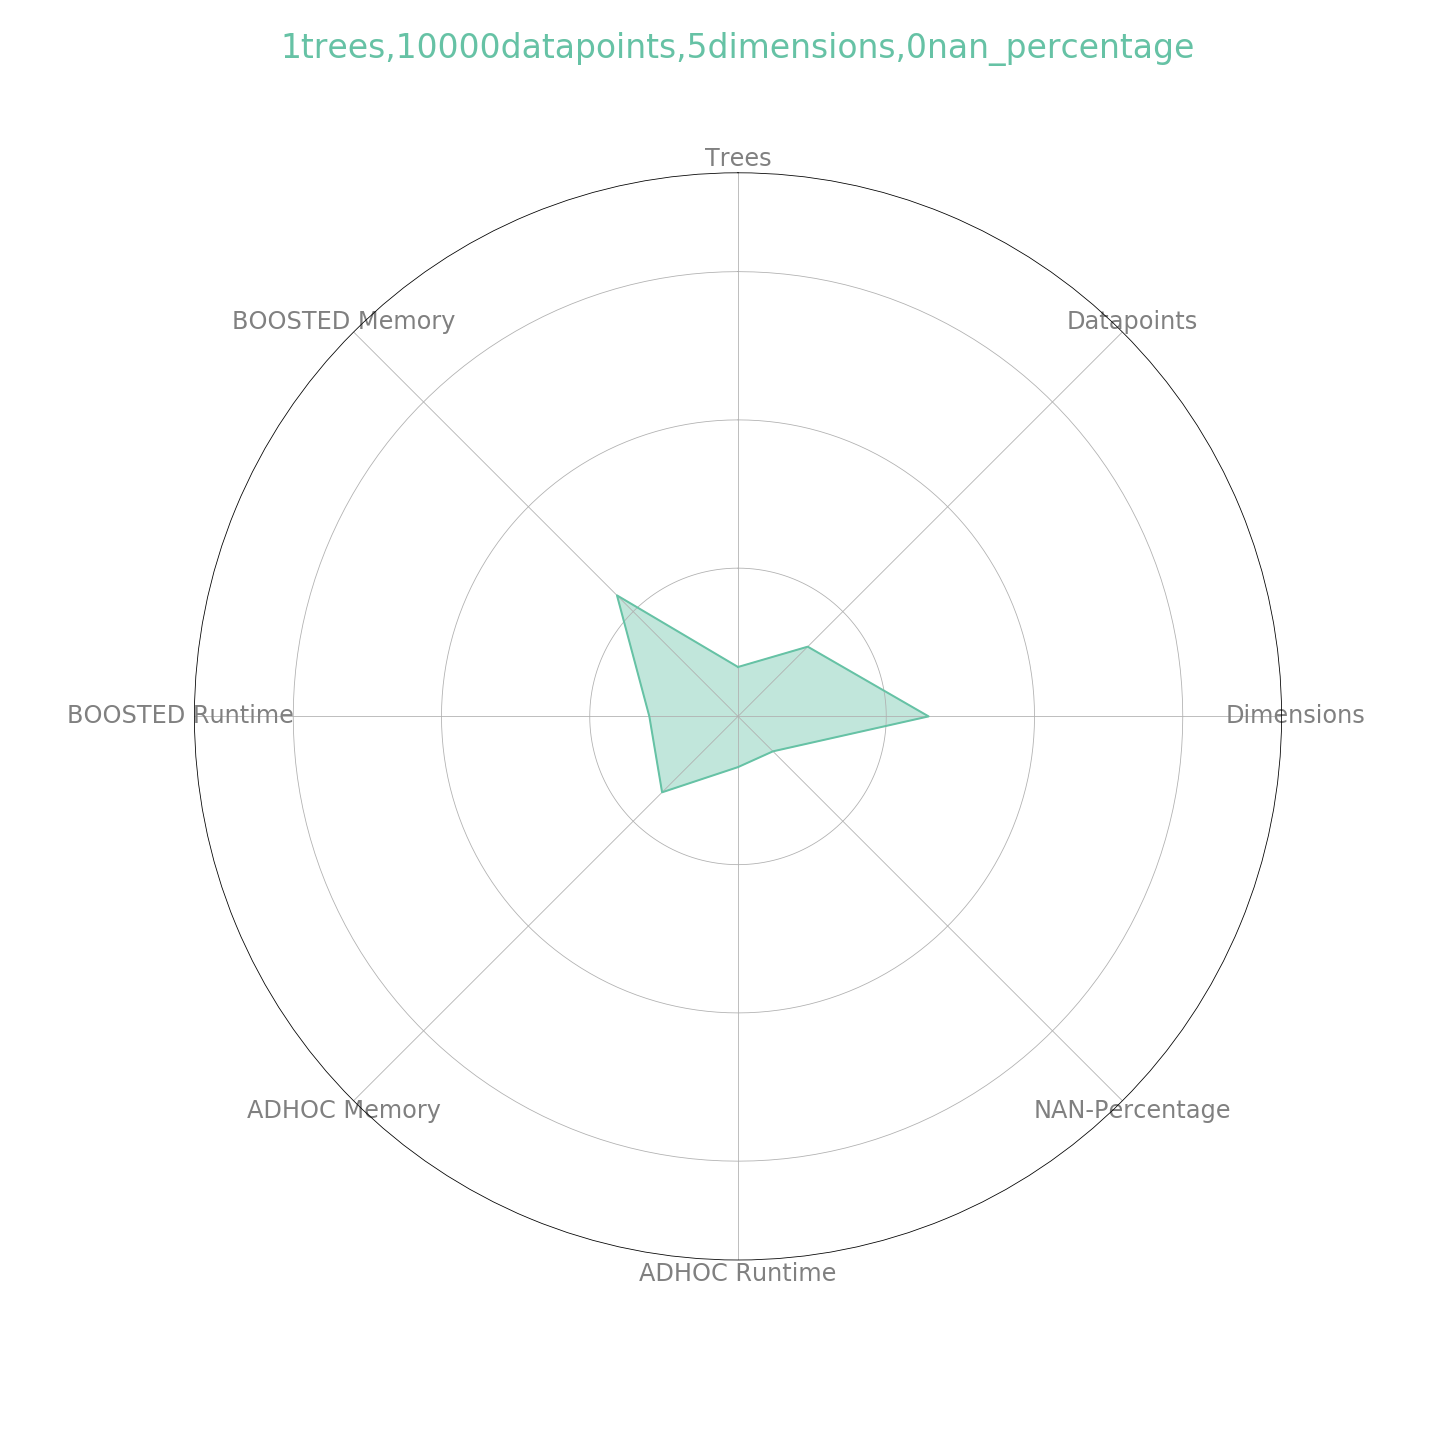 1trees,10000datapoints,5dimensions,0nan_percentage
Trees
BOOSTED Memory
Datapoints
BOOSTED Runtime
Dimensions
ADHOC Memory
NAN-Percentage
ADHOC Runtime